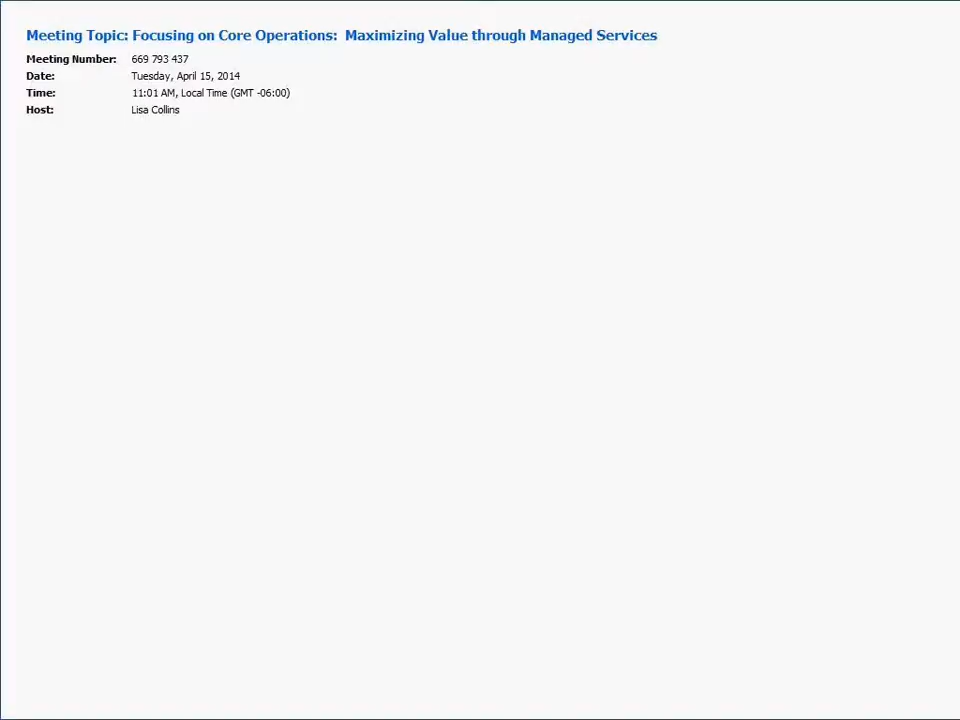 Meeting Topic: Focusing on Core Operations:  Maximizing Value through Managed Services
Meeting Number: 669 793 437
Date: Tuesday, April 15, 2014
Time: 11:01 AM, Local Time (GMT -06:00)
Host: Lisa Collins